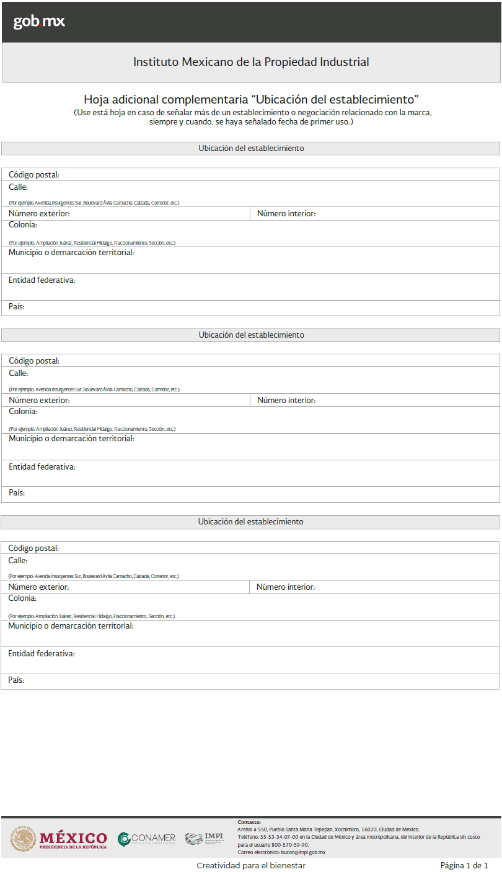 gob mx
Instituto Mexicano de la Propiedad Industrial
Hoja adicional complementaria "Ubicación del establecimiento"
(Use está hoja en caso de señalar más de un establecimiento o negociación relacionado con la marca,
siempre y cuando, se haya señalado fecha de primer uso.)
Ubicación del establecimiento
Código postal:
Calle:
(Por ejemplo: Avenida Insurgentes Sur, Boulevard Ávila Camacho, Calzada, Corredor, etc.)
Número exterior: Número interior:
Colonia:
(Por ejemplo: Ampliación Juárez, Residencial Hidalgo, Fraccionamiento, Sección, etc.)
Municipio o demarcación territorial:
Entidad federativa:
País:
Ubicación del establecimiento
Código postal:
Calle:
(Por ejemplo: Avenida Insurgentes Sur, Boulevard Ávila Camacho, Calzada, Corredor, etc.)
Número exterior: Número interior:
Colonia:
(Por ejemplo: Ampliación Juárez, Residencial Hidalgo, Fraccionamiento, Sección, etc.)
Municipio o demarcación territorial:
Entidad federativa:
País:
Ubicación del establecimiento
Código postal:
Calle:
(Por ejemplo: Avenida Insurgentes Sur, Boulevard Ávila Camacho, Calzada, Corredor, etc.)
Número exterior: Número interior:
Colonia:
(Por ejemplo: Ampliación Juárez, Residencial Hidalgo, Fraccionamiento, Sección, etc.)
Municipio o demarcación territorial:
Entidad federativa:
País:
MÉXICO
PRESIDENCIA DE LA REPÚBLICA
CONAMER
IMPI
Contacto:
Arenal # 550, Pueblo Santa María Tepepan, Xochimilco, 16020, Ciudad de México.
Teléfono: 55-53-34-07-00 en la Ciudad de México y área metropolitana, del interior de la República sin costo
para el usuario 800-570-59-90.
Correo electrónico: buzon@impi.gob.mx
Creatividad para el bienestar
Página 1 de 1